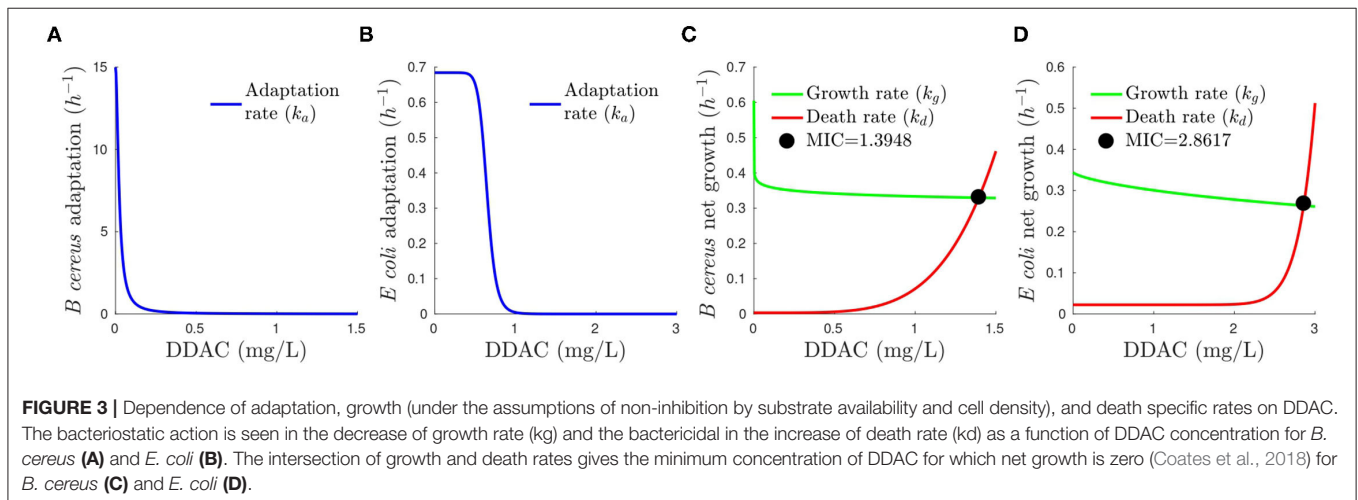 A
B cereus adaptation (h⁻¹)
15
10
5
0
Adaptation
rate (kₐ)
0 0.5 1 1.5
DDAC (mg/L)
B
E coli adaptation (h⁻¹)
0.7
0.6
0.5
0.4
0.3
0.2
0.1
0
Adaptation
rate (kₐ)
0 1 2 3
DDAC (mg/L)
C
B cereus net growth (h⁻¹)
0.7
0.6
0.5
0.4
0.3
0.2
0.1
0
Growth rate (k_g)
Death rate (k_d)
MIC=1.3948
0 0.5 1 1.5
DDAC (mg/L)
D
E coli net growth (h⁻¹)
0.6
0.5
0.4
0.3
0.2
0.1
0
Growth rate (k_g)
Death rate (k_d)
MIC=2.8617
0 1 2 3
DDAC (mg/L)
FIGURE 3 | Dependence of adaptation, growth (under the assumptions of non-inhibition by substrate availability and cell density), and death specific rates on DDAC.
The bacteriostatic action is seen in the decrease of growth rate (kg) and the bactericidal in the increase of death rate (kd) as a function of DDAC concentration for B.
cereus (A) and E. coli (B). The intersection of growth and death rates gives the minimum concentration of DDAC for which net growth is zero (Coates et al., 2018) for
B. cereus (C) and E. coli (D).